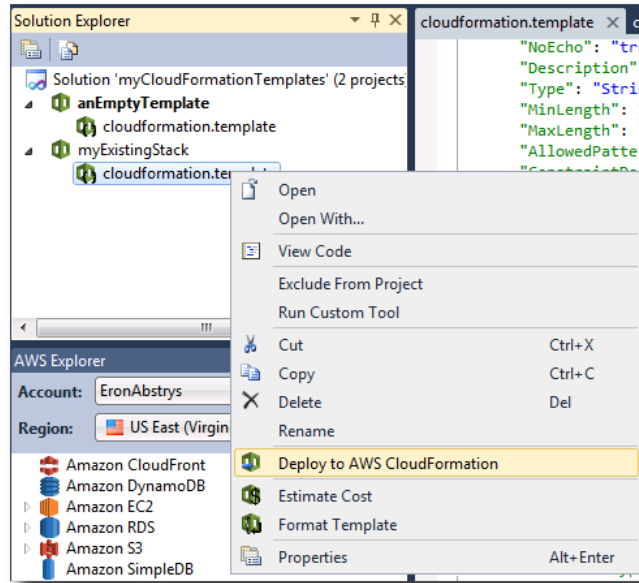 Solution Explorer
Solution 'myCloudFormationTemplates' (2 projects
anEmptyTemplate
cloudformation.template
myExistingStack
cloudformation.
AWS Explorer
Account: EronAbstrys
Region: US East (Virgin
Amazon CloudFront
Amazon DynamoDB
Amazon EC2
Amazon RDS
Amazon S3
Amazon SimpleDB
cloudformation.template
"NoEcho": "tr
"Description"
"Type": "Stri
"MinLength":
"MaxLength":
"AllowedPatte
Open
Open With...
View Code
Exclude From Project
Run Custom Tool
Cut Ctrl+X
Copy Ctrl+C
Delete Del
Rename
Deploy to AWS CloudFormation
Estimate Cost
Format Template
Properties Alt+Enter